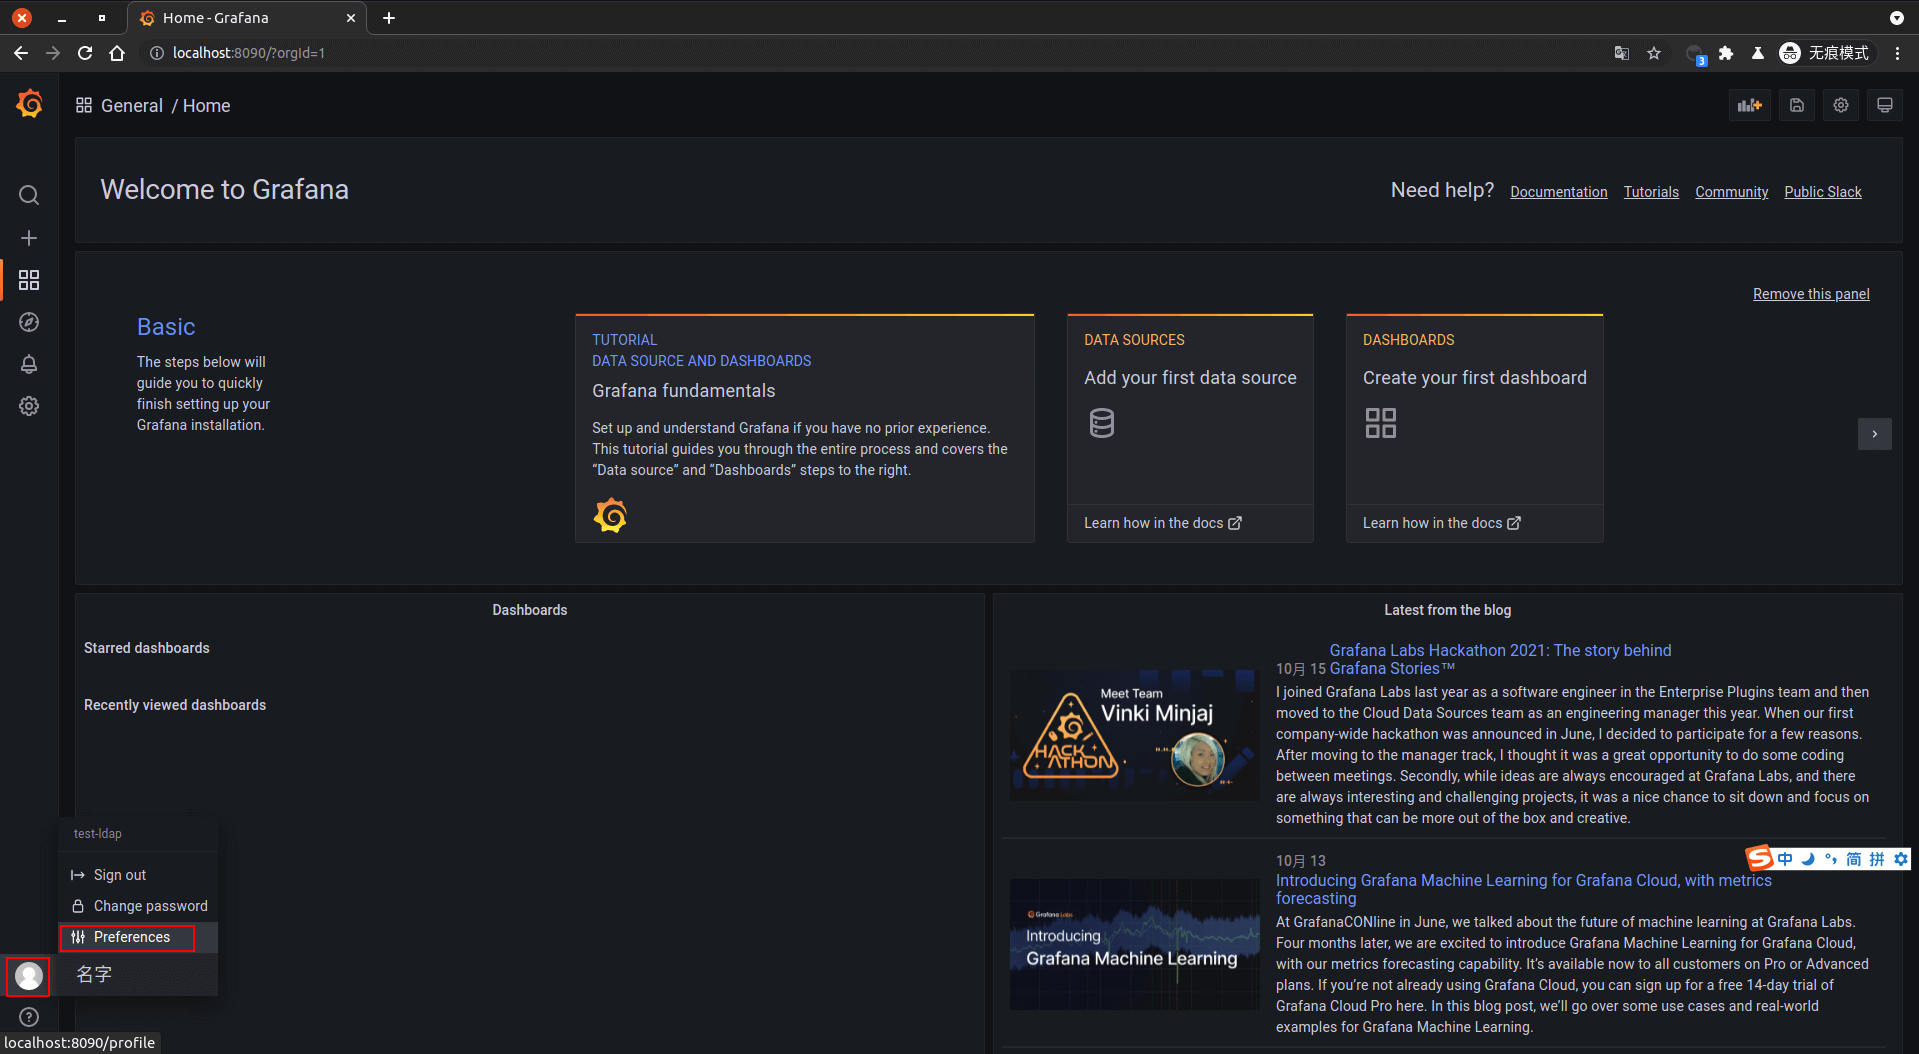 Home - Grafana
localhost:8090/?orgId=1
3
无痕模式
General / Home
Welcome to Grafana
Need help? Documentation Tutorials Community Public Slack
Remove this panel
Basic
The steps below will
guide you to quickly
finish setting up your
Grafana installation.
TUTORIAL
DATA SOURCE AND DASHBOARDS
Grafana fundamentals
Set up and understand Grafana if you have no prior experience.
This tutorial guides you through the entire process and covers the
“Data source” and “Dashboards” steps to the right.
DATA SOURCES
Add your first data source
Learn how in the docs
DASHBOARDS
Create your first dashboard
Learn how in the docs
Dashboards
Starred dashboards
Recently viewed dashboards
Latest from the blog
Meet Team
Vinki Minjaj
HACK
ATHON
Grafana Labs Hackathon 2021: The story behind
10月 15 Grafana Stories™
I joined Grafana Labs last year as a software engineer in the Enterprise Plugins team and then
moved to the Cloud Data Sources team as an engineering manager this year. When our first
company-wide hackathon was announced in June, I decided to participate for a few reasons.
After moving to the manager track, I thought it was a great opportunity to do some coding
between meetings. Secondly, while ideas are always encouraged at Grafana Labs, and there
are always interesting and challenging projects, it was a nice chance to sit down and focus on
something that can be more out of the box and creative.
S 中 简 拼
Grafana Labs
Introducing
Grafana Machine Learning
10月 13
Introducing Grafana Machine Learning for Grafana Cloud, with metrics
forecasting
At GrafanaCONline in June, we talked about the future of machine learning at Grafana Labs.
Four months later, we are excited to introduce Grafana Machine Learning for Grafana Cloud,
with our metrics forecasting capability. It’s available now to all customers on Pro or Advanced
plans. If you’re not already using Grafana Cloud, you can sign up for a free 14-day trial of
Grafana Cloud Pro here. In this blog post, we’ll go over some use cases and real-world
examples for Grafana Machine Learning.
test-ldap
Sign out
Change password
Preferences
名字
localhost:8090/profile